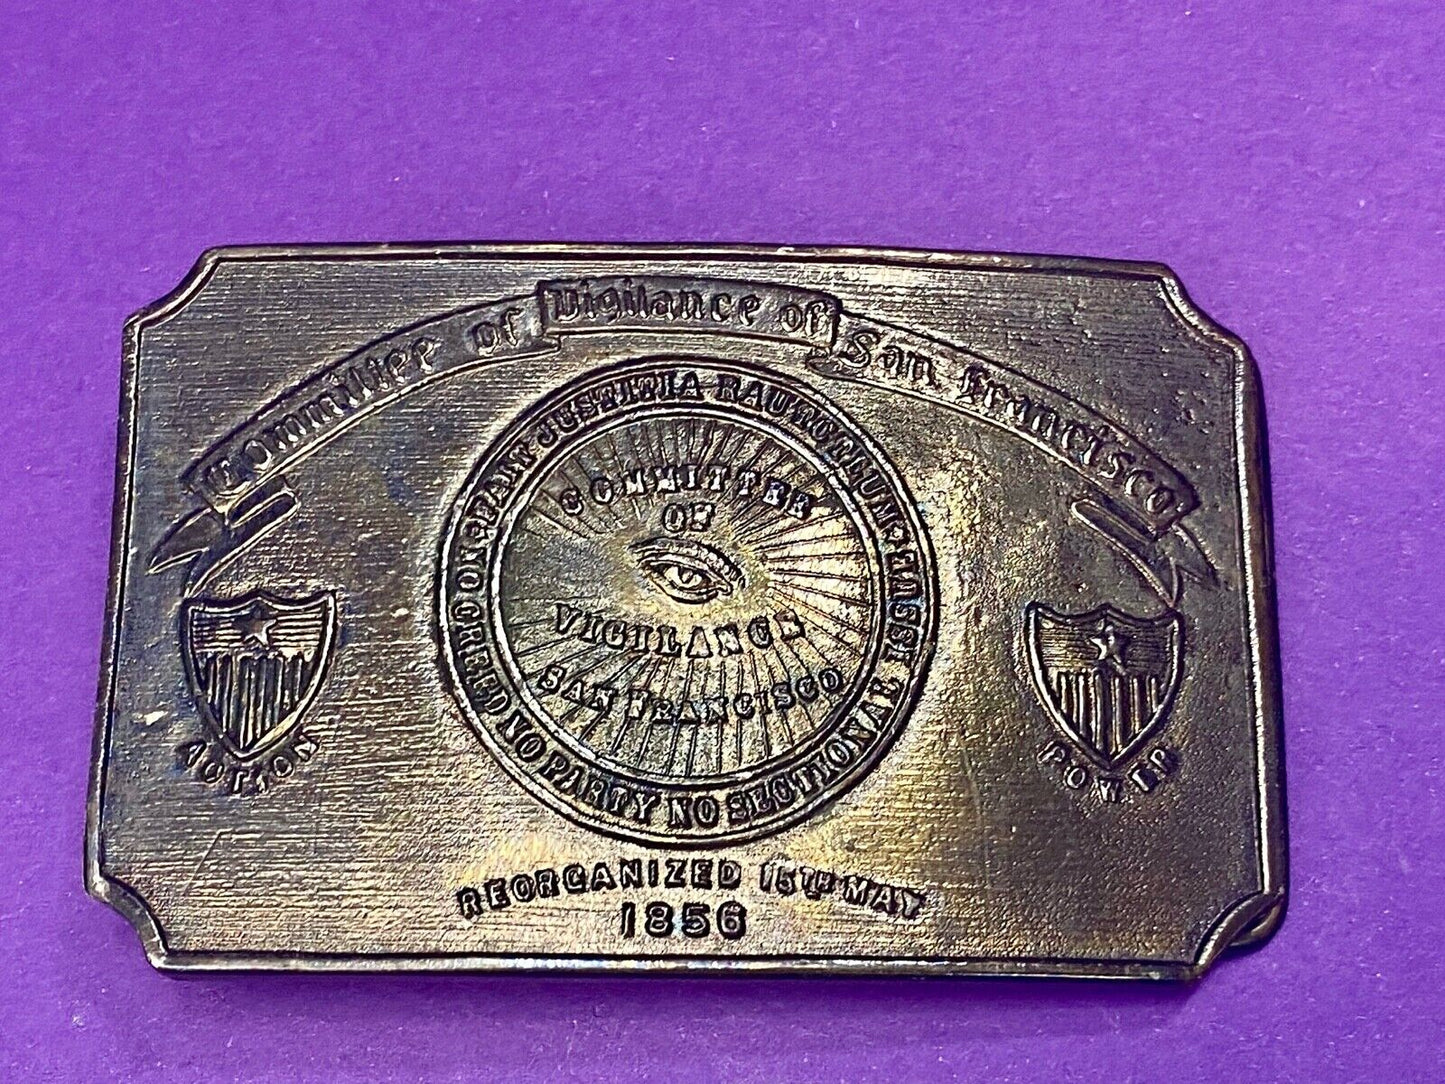 Committee of Vigilance of San Francisco
FIAT JUSTITIA RUAT COELUM
NO CREED NO PARTY NO SECTIONAL ISSUE
COMMITTEE
OF
VIGILANCE
SAN FRANCISCO
ACTION
POWER
REORGANIZED 15TH MAY
1856